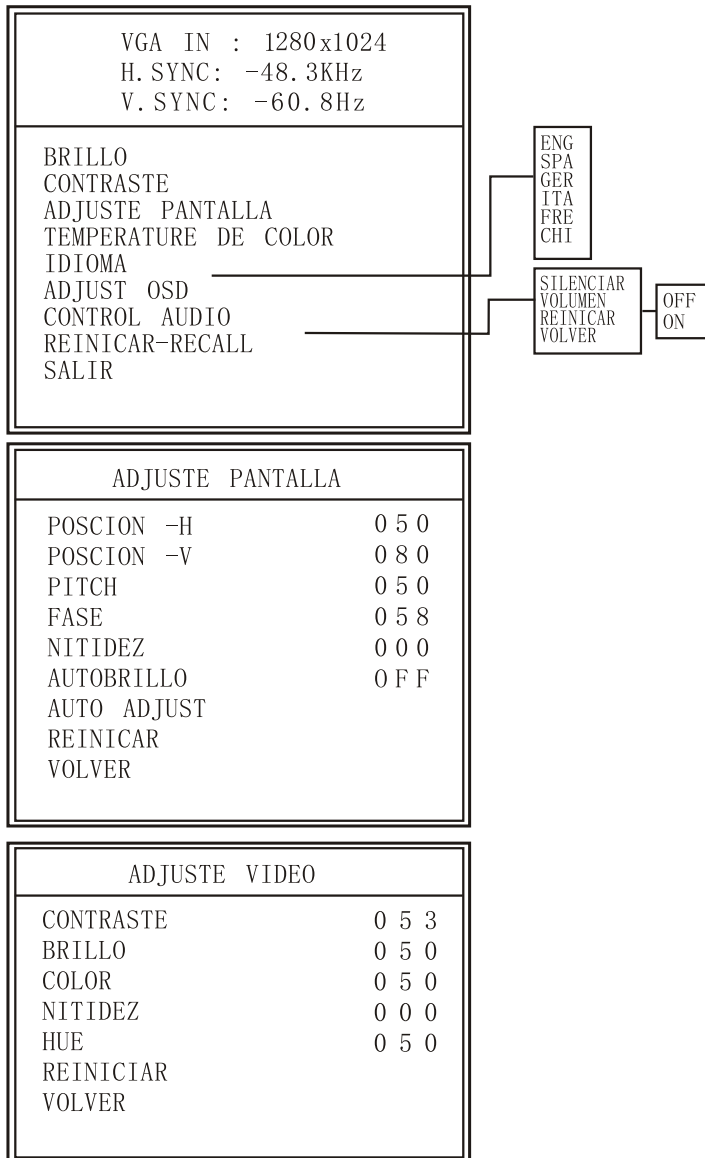 VGA IN : 1280x1024
H.SYNC: -48.3KHz
V.SYNC: -60.8Hz
BRILLO
CONTRASTE
ADJUSTE PANTALLA
TEMPERATURE DE COLOR
IDIOMA
ADJUST OSD
CONTROL AUDIO
REINICAR-RECALL
SALIR
ENG
SPA
GER
ITA
FRE
CHI
SILENCIAR
VOLUMEN
REINICAR
VOLVER
OFF
ON
ADJUSTE PANTALLA
POSCION -H 050
POSCION -V 080
PITCH 050
FASE 058
NITIDEZ 000
AUTOBRILLO OFF
AUTO ADJUST
REINICAR
VOLVER
ADJUSTE VIDEO
CONTRASTE 053
BRILLO 050
COLOR 050
NITIDEZ 000
HUE 050
REINICIAR
VOLVER